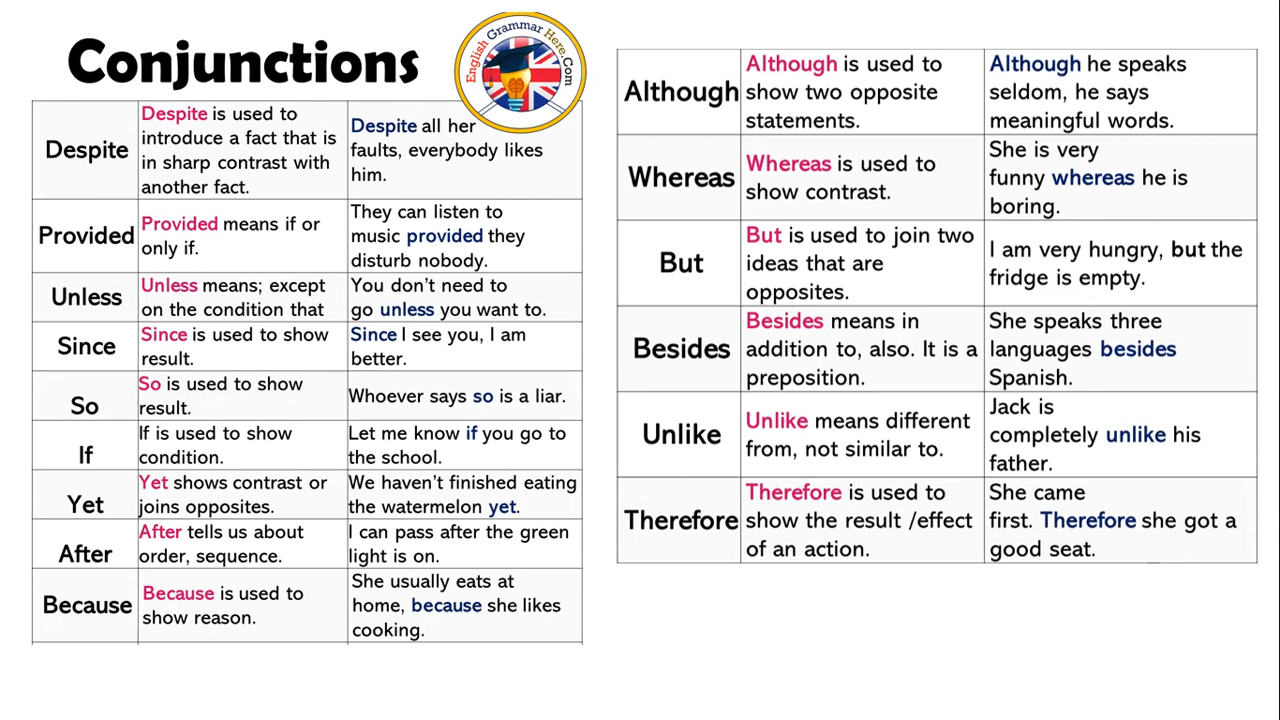 Conjunctions
English Grammar Here.Com
Despite
Despite is used to
introduce a fact that is
in sharp contrast with
another fact.
Despite all her
faults, everybody likes
him.
Provided
Provided means if or
only if.
They can listen to
music provided they
disturb nobody.
Unless
Unless means; except
on the condition that
You don't need to
go unless you want to.
Since
Since is used to show
result.
Since I see you, I am
better.
So
So is used to show
result.
Whoever says so is a liar.
If
If is used to show
condition.
Let me know if you go to
the school.
Yet
Yet shows contrast or
joins opposites.
We haven't finished eating
the watermelon yet.
After
After tells us about
order, sequence.
I can pass after the green
light is on.
Because
Because is used to
show reason.
She usually eats at
home, because she likes
cooking.
Although
Although is used to
show two opposite
statements.
Although he speaks
seldom, he says
meaningful words.
Whereas
Whereas is used to
show contrast.
She is very
funny whereas he is
boring.
But
But is used to join two
ideas that are
opposites.
I am very hungry, but the
fridge is empty.
Besides
Besides means in
addition to, also. It is a
preposition.
She speaks three
languages besides
Spanish.
Unlike
Unlike means different
from, not similar to.
Jack is
completely unlike his
father.
Therefore
Therefore is used to
show the result /effect
of an action.
She came
first. Therefore she got a
good seat.